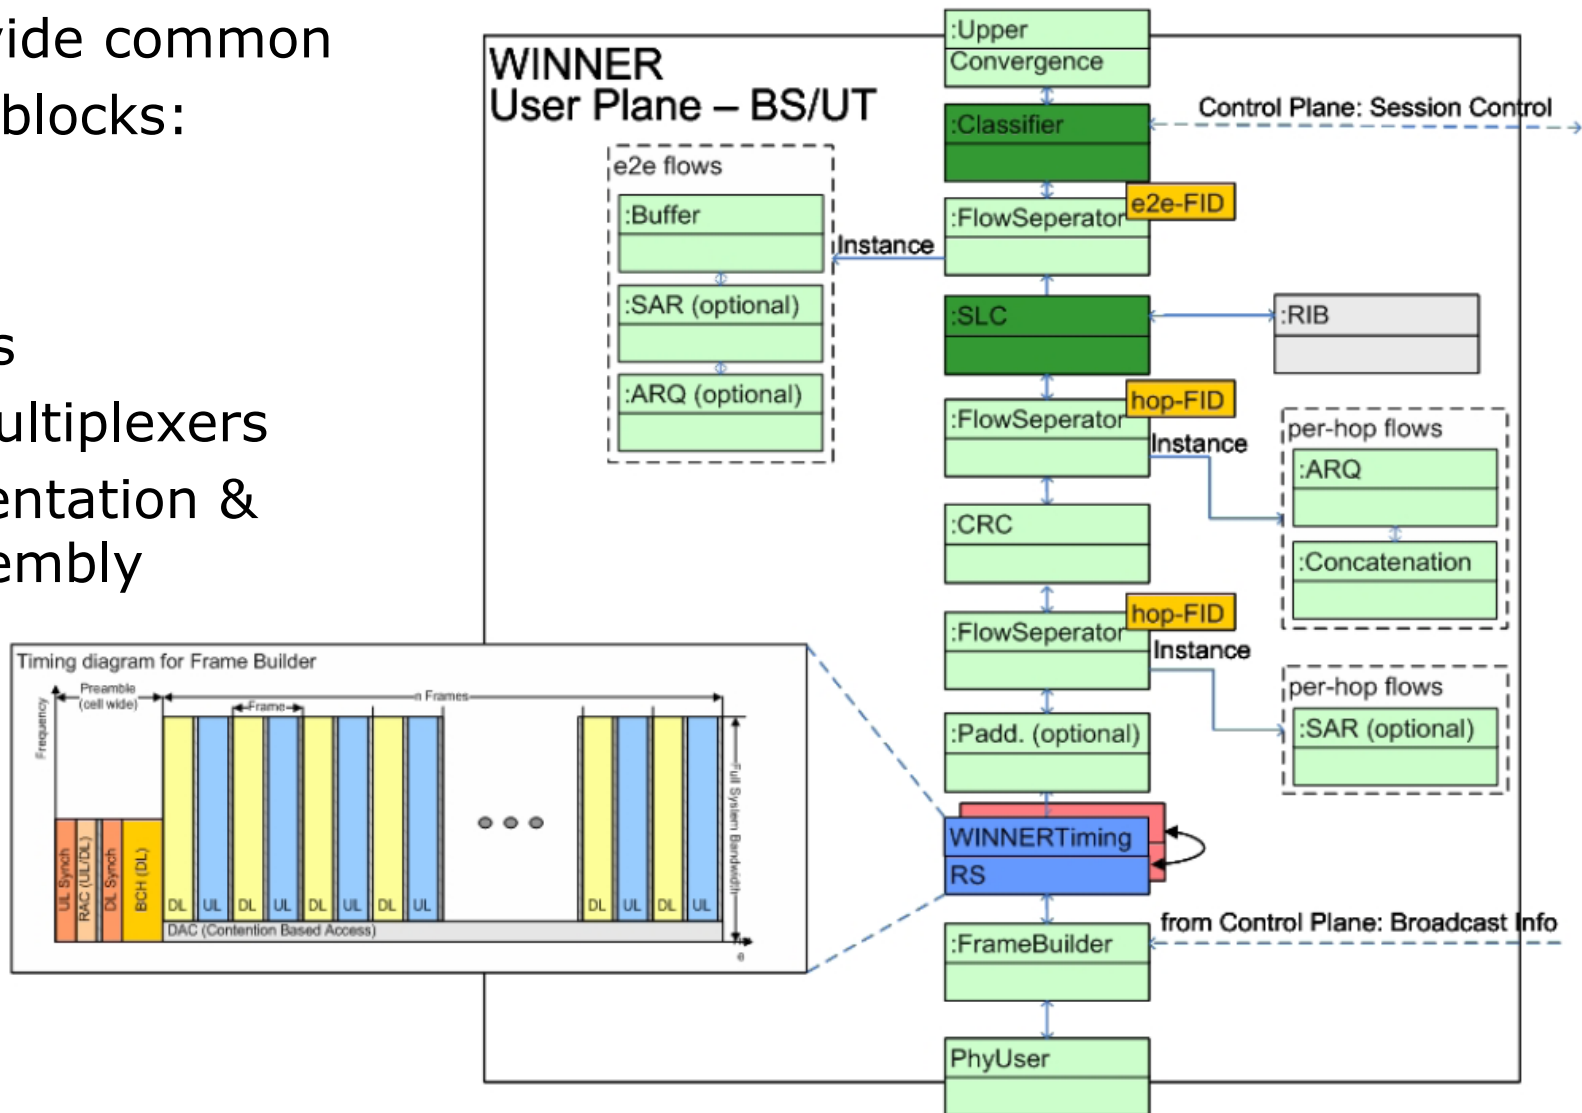 vide common
blocks:
s
ultiplexers
entation &
embly
WINNER
User Plane – BS/UT
:Upper
Convergence
:Classifier
Control Plane: Session Control
e2e-FID
:FlowSeperator
Instance
e2e flows
:Buffer
:SAR (optional)
:ARQ (optional)
:SLC
:RIB
hop-FID
:FlowSeperator
Instance
per-hop flows
:ARQ
:Concatenation
:CRC
hop-FID
:FlowSeperator
Instance
per-hop flows
:SAR (optional)
:Padd. (optional)
WINNERTiming
RS
from Control Plane: Broadcast Info
:FrameBuilder
PhyUser
Timing diagram for Frame Builder
Preamble
(cell wide)
n Frames
Frame
Frequency
Full System Bandwidth
UL Synch
RAC (UL/DL)
DL Synch
BCH (DL)
DL UL DL UL DL UL DL UL DL UL DL UL
DAC (Contention Based Access)